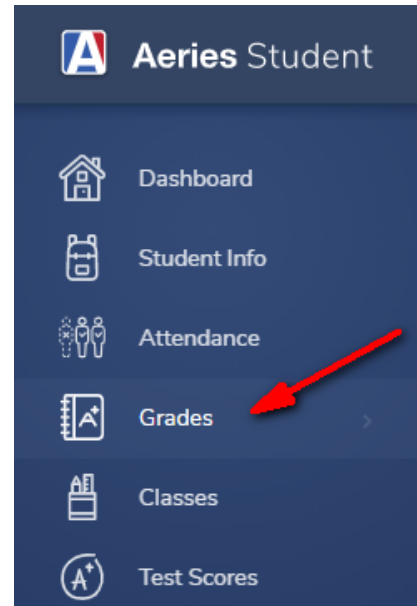 Aeries Student
Dashboard
Student Info
Attendance
Grades
Classes
Test Scores